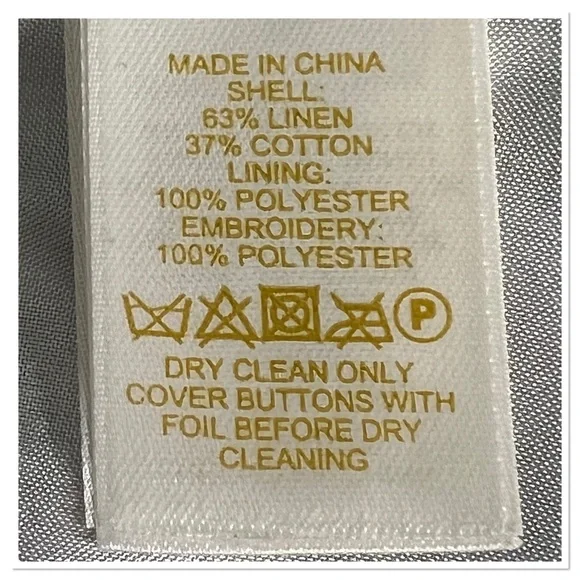 MADE IN CHINA
SHELL:
63% LINEN
37% COTTON
LINING:
100% POLYESTER
EMBROIDERY:
100% POLYESTER
P
DRY CLEAN ONLY
COVER BUTTONS WITH
FOIL BEFORE DRY
CLEANING